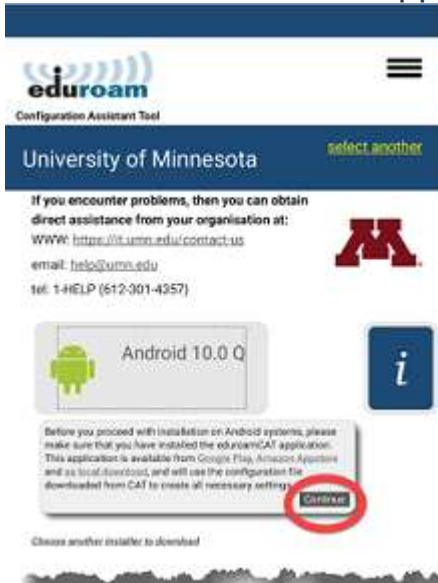 eduroam
Configuration Assistant Tool
University of Minnesota
select another
If you encounter problems, then you can obtain
direct assistance from your organisation at:
WWW: https://it.umn.edu/contact-us
email: help@umn.edu
tel: 1-HELP (612-301-4357)
M
Android 10.0 Q
i
Before you proceed with installation on Android systems, please
make sure that you have installed the eduroamCAT application.
This application is available from Google Play, Amazon Appstore
and as local download, and will use the configuration file
downloaded from CAT to create all necessary settings.
Continue
Choose another installer to download